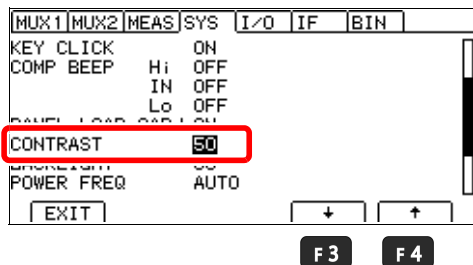 MUX1 MUX2 MEAS SYS I/O IF BIN
KEY CLICK ON
COMP BEEP Hi OFF
IN OFF
Lo OFF
CONTRAST 50
POWER FREQ AUTO
EXIT ↓ ↑
F3 F4